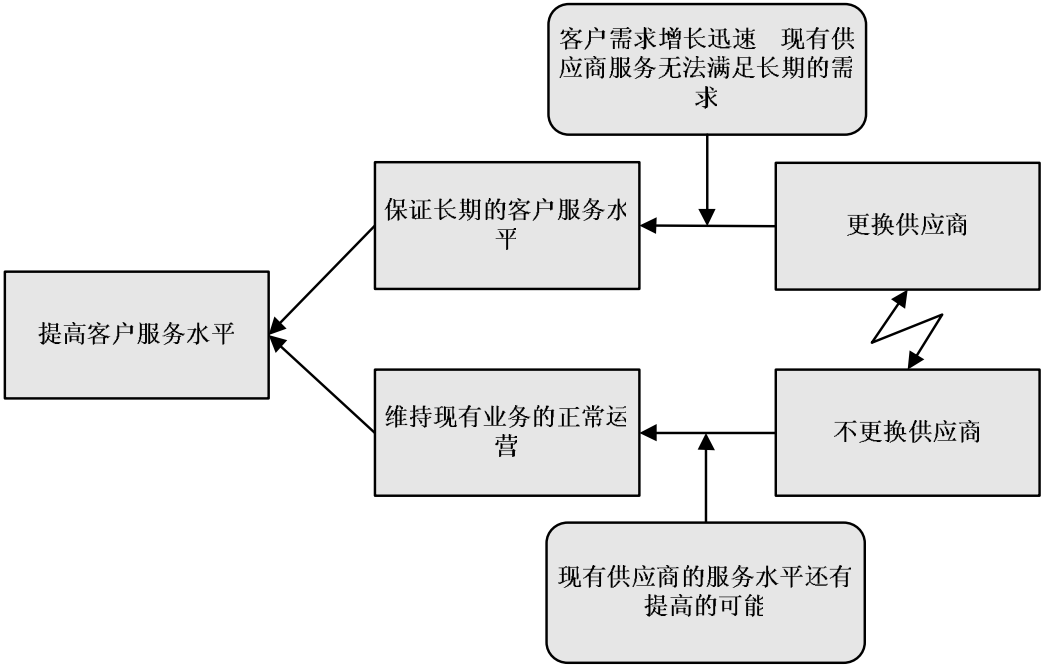 客户需求增长迅速 现有供
应商服务无法满足长期的需
求
保证长期的客户服务水
平
更换供应商
提高客户服务水平
维持现有业务的正常运
营
不更换供应商
现有供应商的服务水平还有
提高的可能